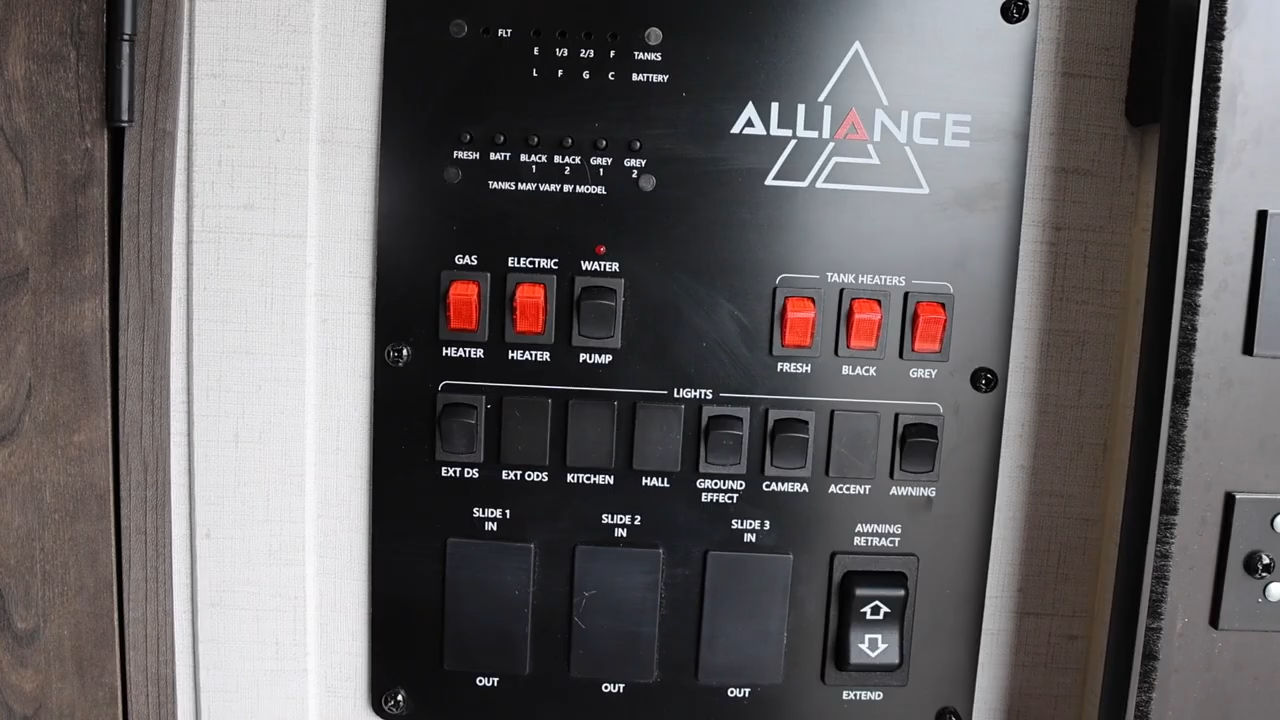 FLT
E 1/3 2/3 F TANKS
L F G C BATTERY
ALLIANCE
FRESH BATT BLACK 1 BLACK 2 GREY 1 GREY 2
TANKS MAY VARY BY MODEL
GAS ELECTRIC WATER
TANK HEATERS
HEATER HEATER PUMP
FRESH BLACK GREY
LIGHTS
EXT DS EXT ODS KITCHEN HALL GROUND EFFECT CAMERA ACCENT AWNING
SLIDE 1 IN SLIDE 2 IN SLIDE 3 IN AWNING RETRACT
OUT OUT OUT EXTEND